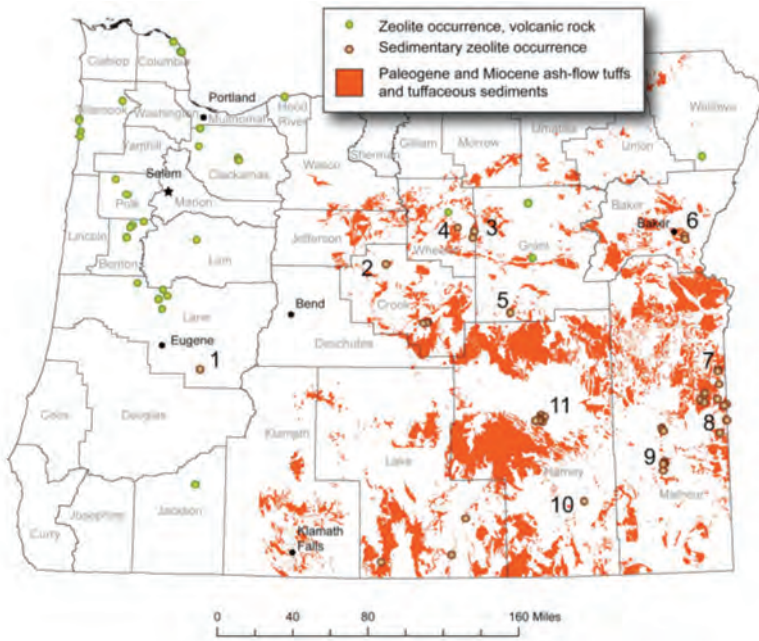 Zeolite occurrence, volcanic rock
Sedimentary zeolite occurrence
Paleogene and Miocene ash-flow tuffs
and tuffaceous sediments
Clatsop
Columbia
Portland
Tillamook
Washington
Multnomah
Hood
River
Wasco
Sherman
Gilliam
Morrow
Umatilla
Union
Wallowa
Yamhill
Clackamas
Salem
Polk
Marion
Lincoln
Benton
Linn
Jefferson
Wheeler
4
3
Grant
Baker
Baker
6
2
Crook
5
Bend
Deschutes
Lane
Eugene
1
7
Coos
Douglas
Klamath
Lake
11
Harney
8
9
Malheur
10
Curry
Josephine
Jackson
Klamath
Falls
0 40 80 160 Miles